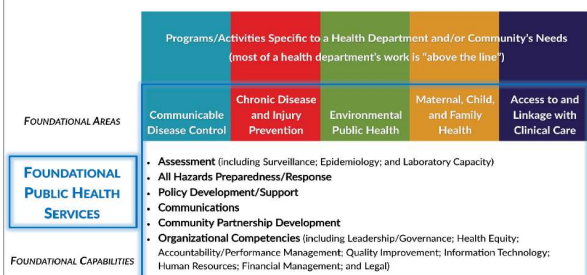 Programs/Activities Specific to a Health Department and/or Community's Needs
(most of a health department's work is "above the line")
FOUNDATIONAL AREAS
Communicable
Disease Control
Chronic Disease
and Injury
Prevention
Environmental
Public Health
Maternal, Child,
and Family
Health
Access to and
Linkage with
Clinical Care
FOUNDATIONAL
PUBLIC HEALTH
SERVICES
FOUNDATIONAL CAPABILITIES
• Assessment (including Surveillance; Epidemiology; and Laboratory Capacity)
• All Hazards Preparedness/Response
• Policy Development/Support
• Communications
• Community Partnership Development
• Organizational Competencies (including Leadership/Governance; Health Equity;
Accountability/Performance Management; Quality Improvement; Information Technology;
Human Resources; Financial Management; and Legal)